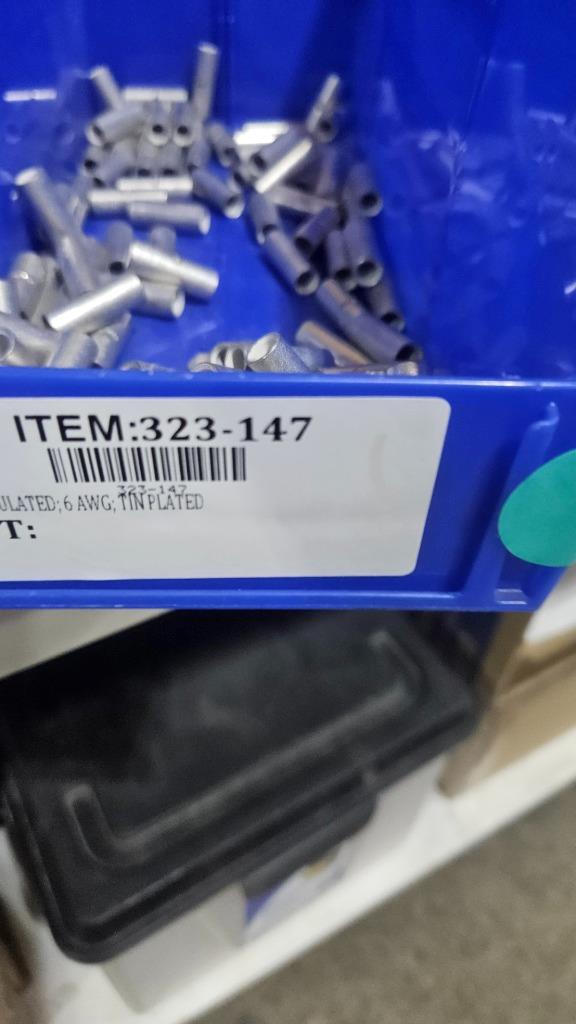 ITEM:323-147
323-147
ULATED; 6 AWG; TIN PLATED
T: